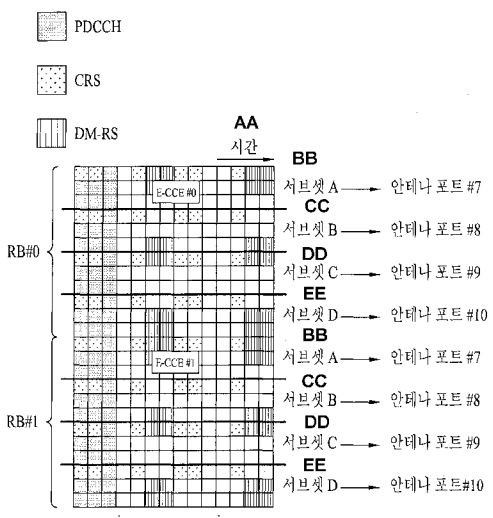 PDCCH
CRS
DM-RS
AA
시간
BB
E-CCE #0
서브셋 A 안테나 포트 #7
CC
서브셋 B 안테나 포트 #8
RB#0
DD
서브셋 C 안테나 포트 #9
EE
서브셋 D 안테나 포트 #10
BB
E-CCE #1
서브셋 A 안테나 포트 #7
CC
서브셋 B 안테나 포트 #8
RB#1
DD
서브셋 C 안테나 포트 #9
EE
서브셋 D 안테나 포트#10